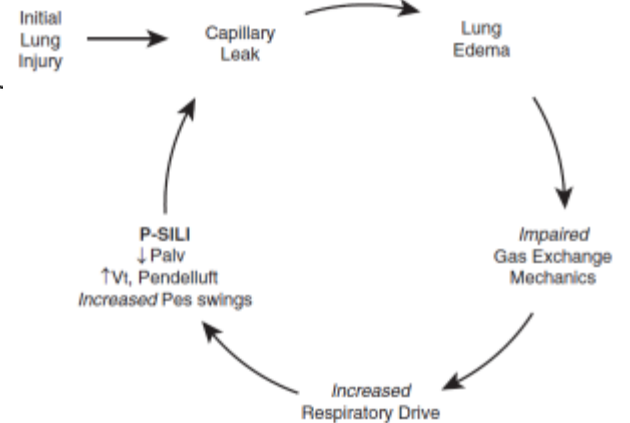 Initial
Lung
Injury
Capillary
Leak
Lung
Edema
Impaired
Gas Exchange
Mechanics
Increased
Respiratory Drive
P-SILI
↓Palv
↑Vt, Pendelluft
Increased Pes swings